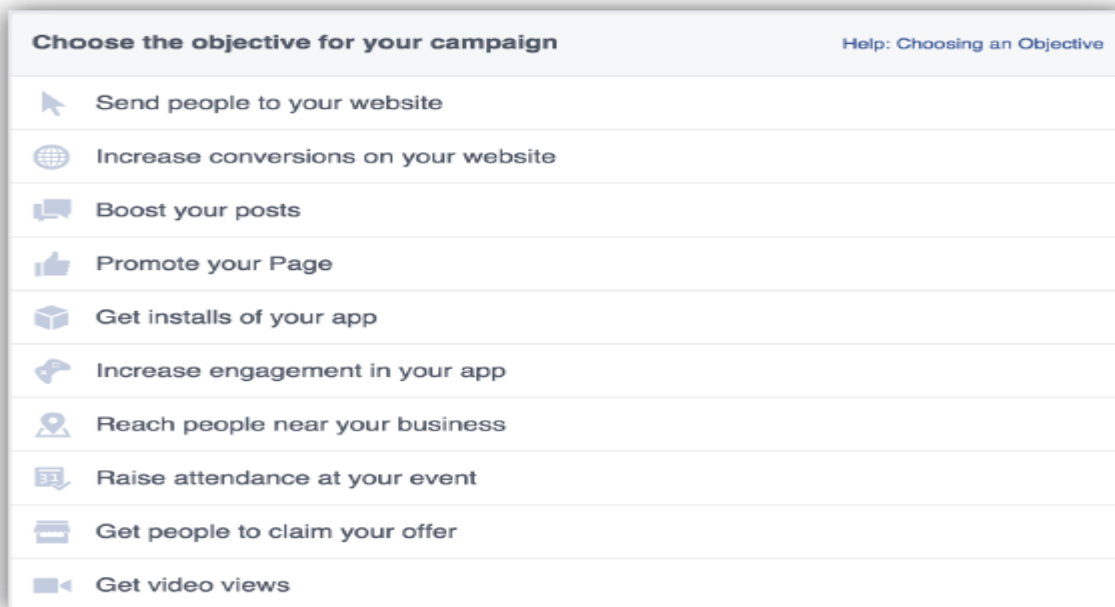 Choose the objective for your campaign
Help: Choosing an Objective
Send people to your website
Increase conversions on your website
Boost your posts
Promote your Page
Get installs of your app
Increase engagement in your app
Reach people near your business
31
Raise attendance at your event
Get people to claim your offer
Get video views